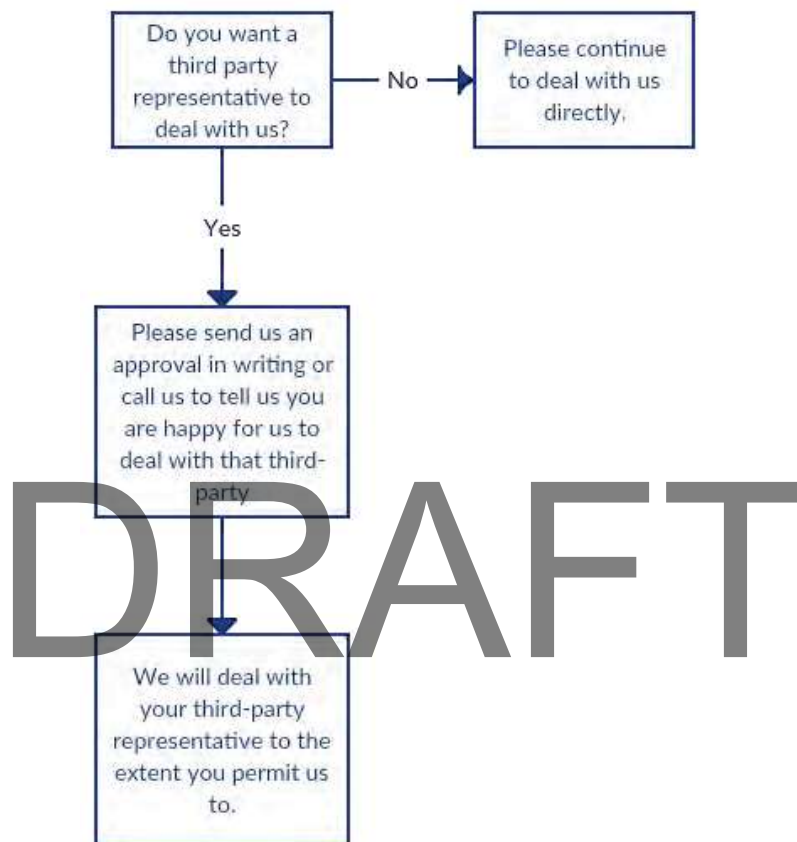 Do you want a
third party
representative to
deal with us?
No
Please continue
to deal with us
directly.
Yes
Please send us an
approval in writing or
call us to tell us you
are happy for us to
deal with that third-
party
DRAFT
We will deal with
your third-party
representative to the
extent you permit us
to.